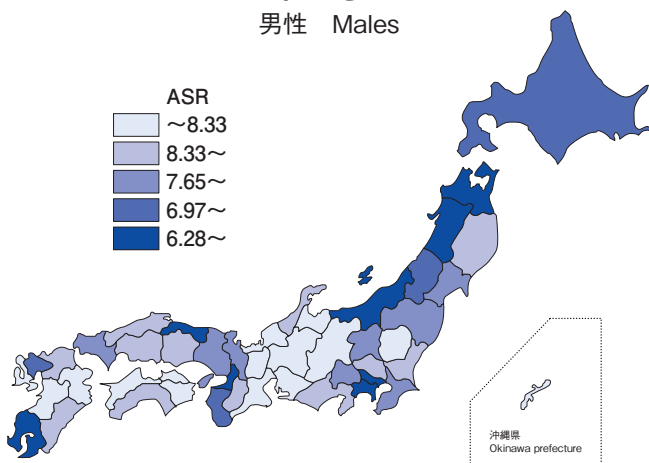 男性 Males
ASR
～8.33
8.33～
7.65～
6.97～
6.28～
沖縄県
Okinawa prefecture